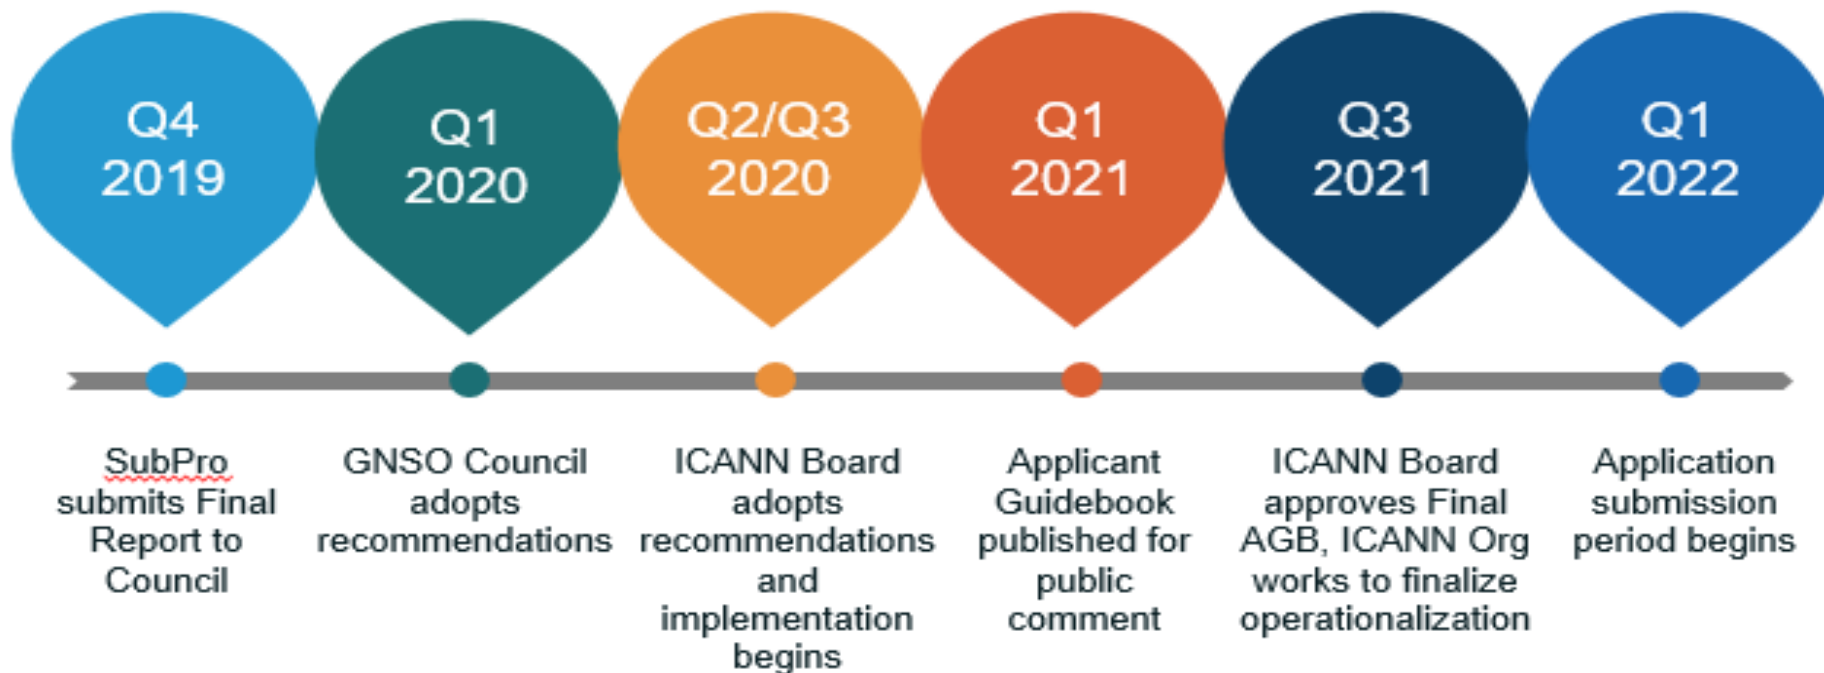 Q4
2019
Q1
2020
Q2/Q3
2020
Q1
2021
Q3
2021
Q1
2022
SubPro
submits Final
Report to
Council
GNSO Council
adopts
recommendations
ICANN Board
adopts
recommendations
and
implementation
begins
Applicant
Guidebook
published for
public
comment
ICANN Board
approves Final
AGB, ICANN Org
works to finalize
operationalization
Application
submission
period begins